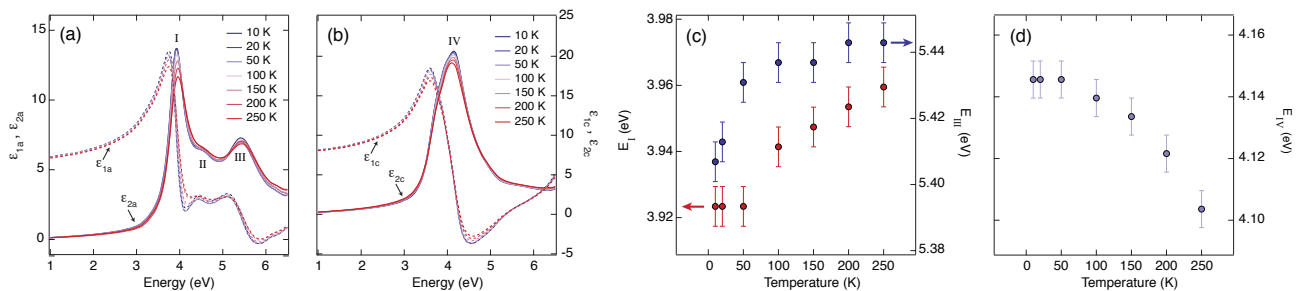 (a)
I
II
III
ε1a
ε2a
10 K
20 K
50 K
100 K
150 K
200 K
250 K
15
10
5
0
ε1a , ε2a
1 2 3 4 5 6
Energy (eV)
(b)
IV
ε1c
ε2c
10 K
20 K
50 K
100 K
150 K
200 K
250 K
25
20
15
10
5
0
-5
ε1c , ε2c
1 2 3 4 5 6
Energy (eV)
(c)
3.98
3.96
3.94
3.92
EI (eV)
5.44
5.42
5.40
5.38
EIII (eV)
0 50 100 150 200 250
Temperature (K)
(d)
4.16
4.14
4.12
4.10
EIV (eV)
0 50 100 150 200 250
Temperature (K)